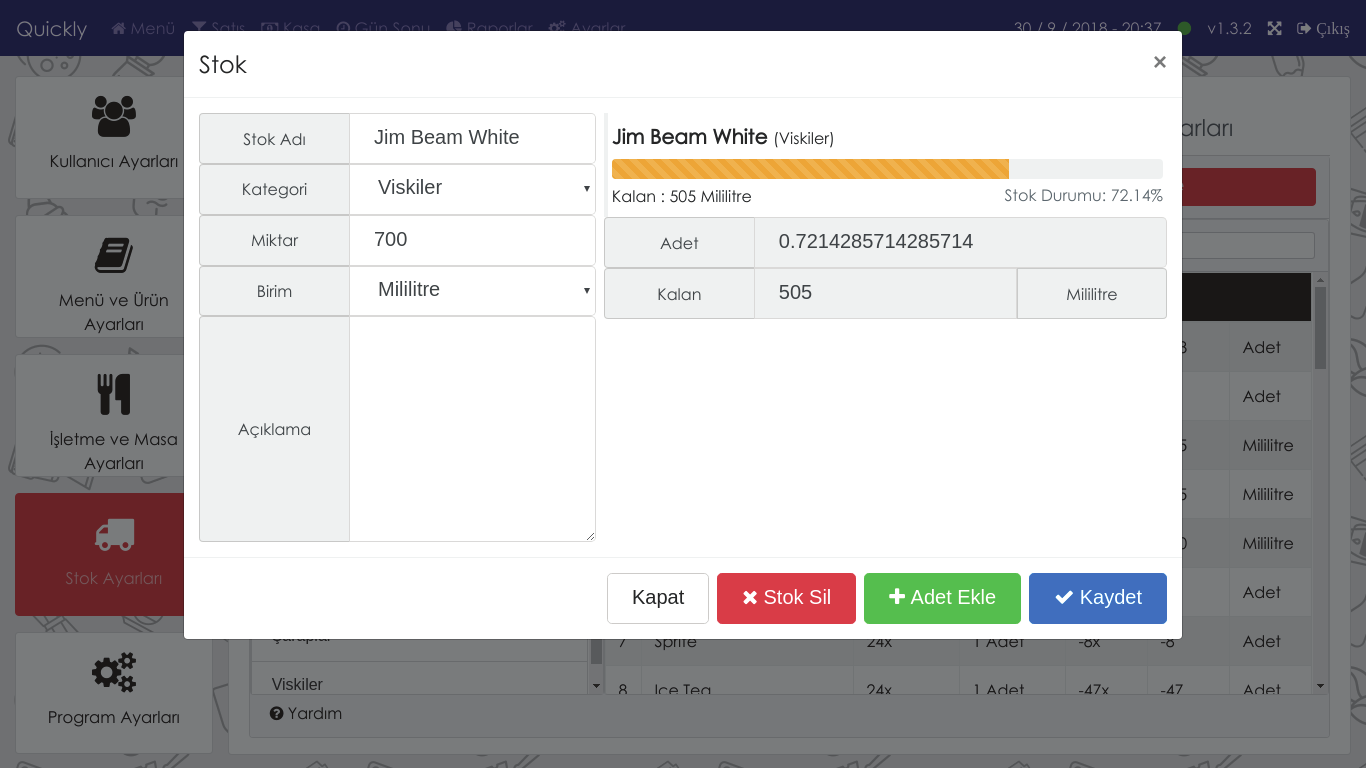 Quickly Menü Satış Kasa Gün Sonu Raporlar Ayarlar 30 / 9 / 2018 - 20:37 v1.3.2 Çıkış
Stok ×
Kullanıcı Ayarları
Menü ve Ürün
Ayarları
İşletme ve Masa
Ayarları
Stok Ayarları
Program Ayarları
Stok Adı Jim Beam White
Kategori Viskiler
Miktar 700
Birim Mililitre
Açıklama
Jim Beam White (Viskiler)
Kalan : 505 Mililitre Stok Durumu: 72.14%
Adet 0.7214285714285714
Kalan 505 Mililitre
Kapat Stok Sil Adet Ekle Kaydet
Adet
Adet
Mililitre
Mililitre
Mililitre
Adet
7 Sprite 24x 1 Adet -8x -8 Adet
Viskiler
8 Ice Tea 24x 1 Adet -47x -47 Adet
Yardım